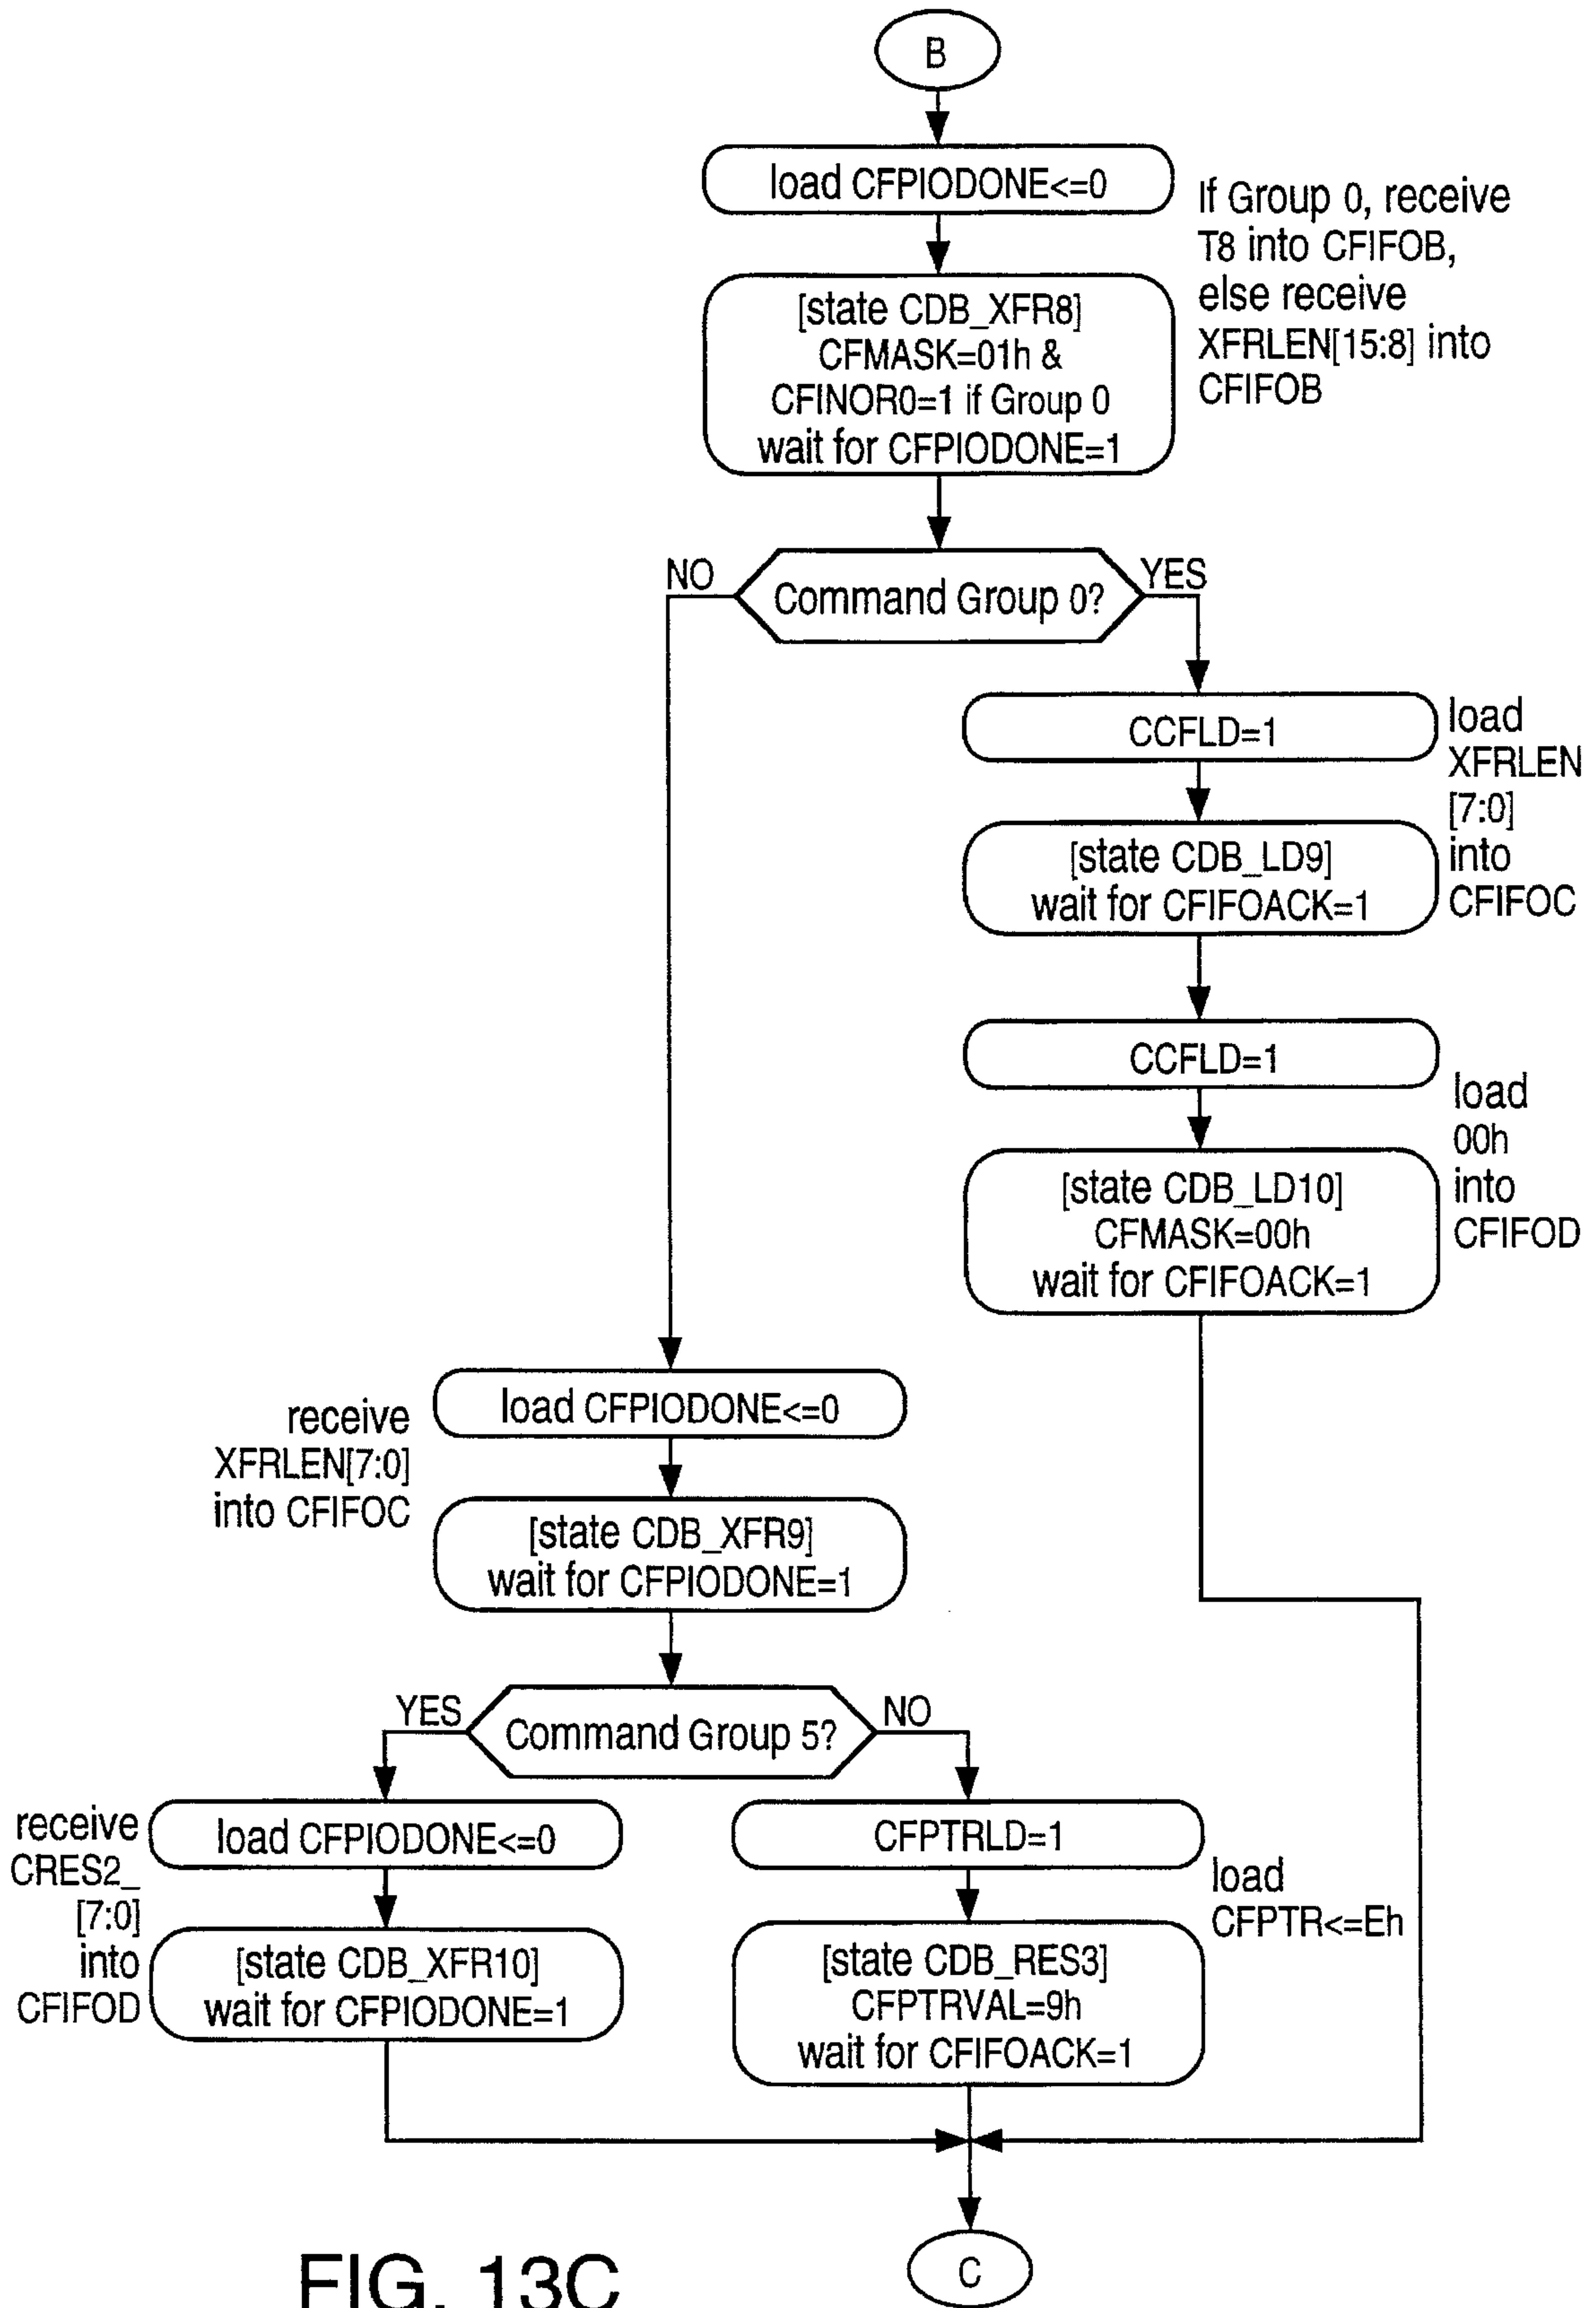 B
load CFPIODONE<=0
If Group 0, receive
T8 into CFIFOB,
else receive
XFRLEN[15:8] into
CFIFOB
[state CDB_XFR8]
CFMASK=01h &
CFINOR0=1 if Group 0
wait for CFPIODONE=1
NO
Command Group 0?
YES
CCFLD=1
load
XFRLEN
[7:0]
into
CFIFOC
[state CDB_LD9]
wait for CFIFOACK=1
CCFLD=1
load
00h
into
CFIFOD
[state CDB_LD10]
CFMASK=00h
wait for CFIFOACK=1
load CFPIODONE<=0
receive
XFRLEN[7:0]
into CFIFOC
[state CDB_XFR9]
wait for CFPIODONE=1
YES
Command Group 5?
NO
receive
CRES2_
[7:0]
into
CFIFOD
load CFPIODONE<=0
[state CDB_XFR10]
wait for CFPIODONE=1
CFPTRLD=1
load
CFPTR<=Eh
[state CDB_RES3]
CFPTRVAL=9h
wait for CFIFOACK=1
C
FIG. 13C